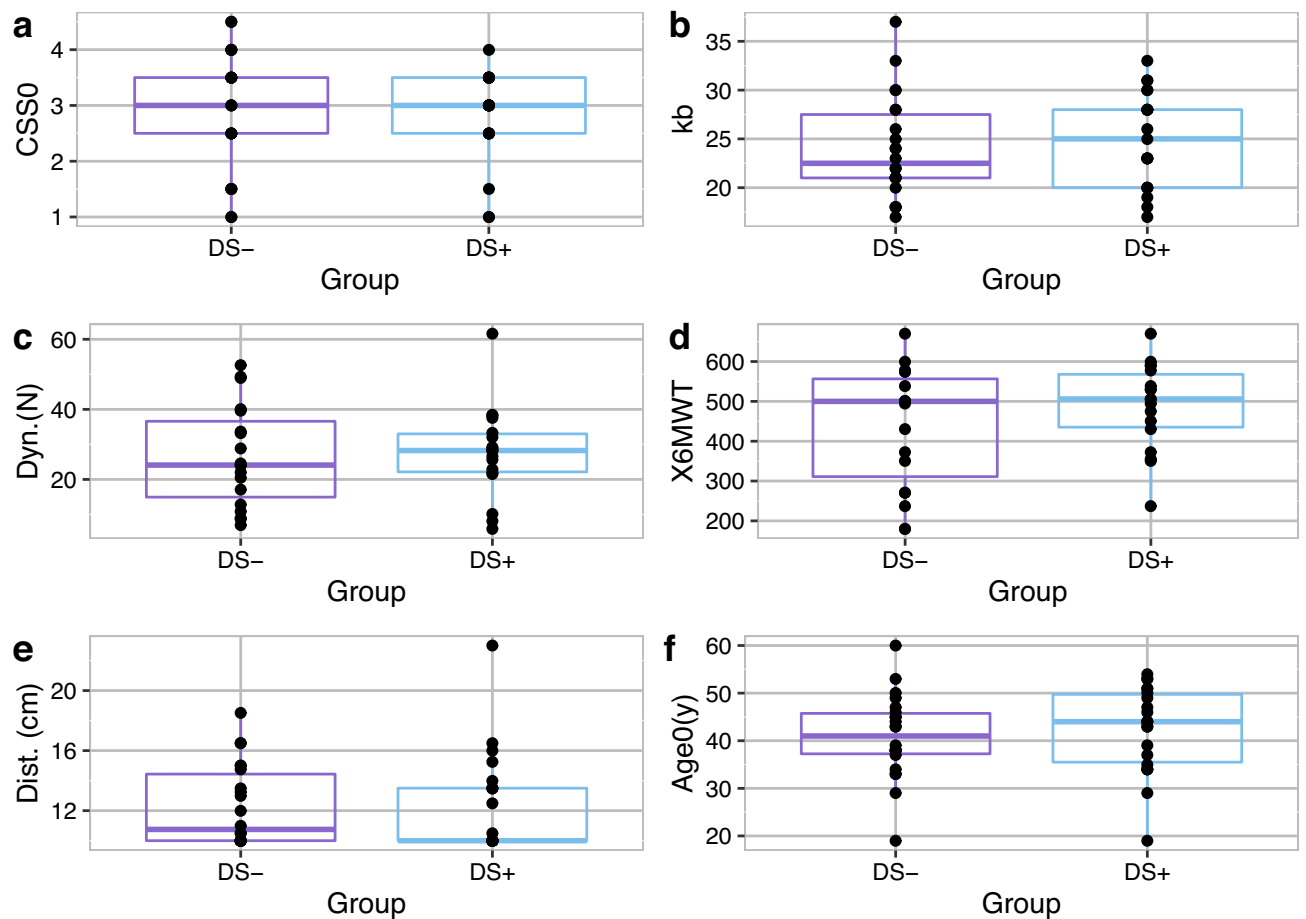 a
CSS0
4
3
2
1
DS− DS+
Group
b
kb
35
30
25
20
DS− DS+
Group
c
Dyn.(N)
60
40
20
DS− DS+
Group
d
X6MWT
600
500
400
300
200
DS− DS+
Group
e
Dist. (cm)
20
16
12
DS− DS+
Group
f
Age0(y)
60
50
40
30
20
DS− DS+
Group